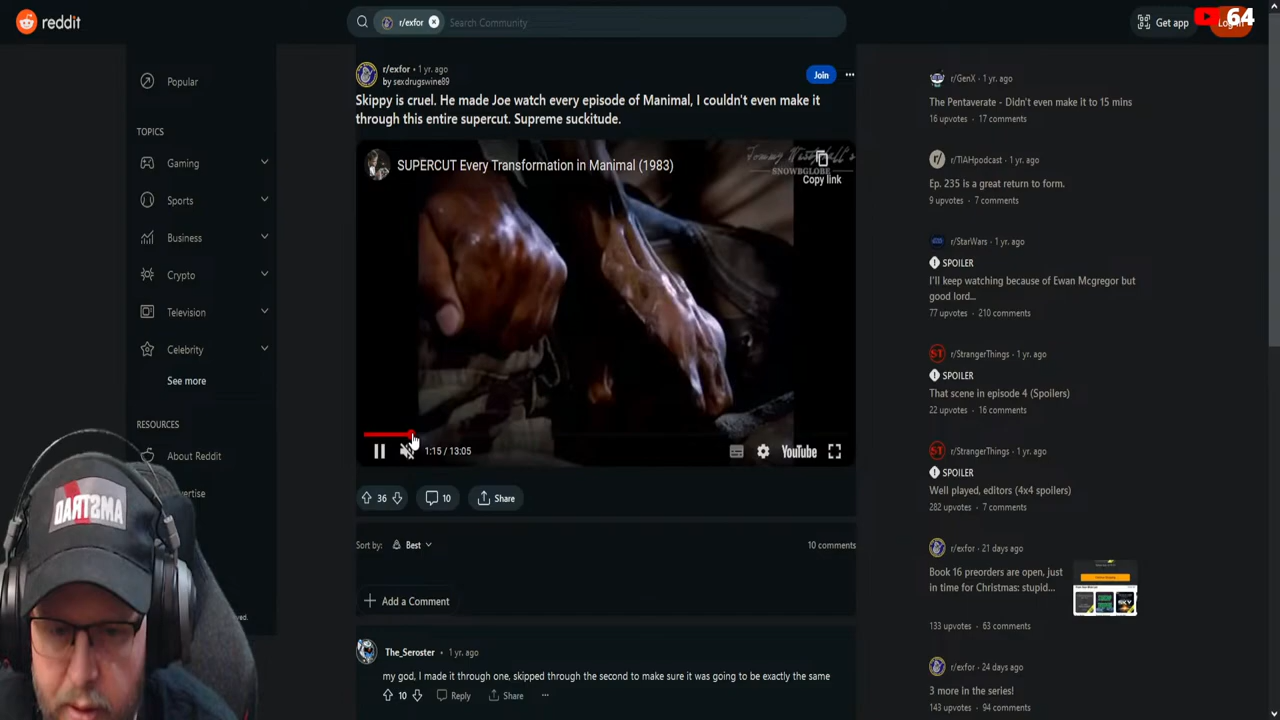 reddit
r/exfor
Search Community
Get app
64
Popular
TOPICS
Gaming
Sports
Business
Crypto
Television
Celebrity
See more
RESOURCES
About Reddit
r/exfor • 1 yr. ago
by sexdrugswine89
Join
Skippy is cruel. He made Joe watch every episode of Manimal, I couldn't even make it
through this entire supercut. Supreme suckitude.
SUPERCUT Every Transformation in Manimal (1983)
SNOWBGLOBE
Copy link
1:15 / 13:05
YouTube
36
10
Share
Sort by:
Best
10 comments
Add a Comment
The_Seroster • 1 yr. ago
my god, I made it through one, skipped through the second to make sure it was going to be exactly the same
10
Reply
Share
r/GenX • 1 yr. ago
The Pentaverate - Didn't even make it to 15 mins
16 upvotes • 17 comments
r/TIAHpodcast • 1 yr. ago
Ep. 235 is a great return to form.
9 upvotes • 7 comments
r/StarWars • 1 yr. ago
SPOILER
I'll keep watching because of Ewan Mcgregor but
good lord...
77 upvotes • 210 comments
r/StrangerThings • 1 yr. ago
SPOILER
That scene in episode 4 (Spoilers)
22 upvotes • 16 comments
r/StrangerThings • 1 yr. ago
SPOILER
Well played, editors (4x4 spoilers)
282 upvotes • 7 comments
r/exfor • 21 days ago
Book 16 preorders are open, just
in time for Christmas: stupid...
133 upvotes • 63 comments
r/exfor • 24 days ago
3 more in the series!
143 upvotes • 94 comments